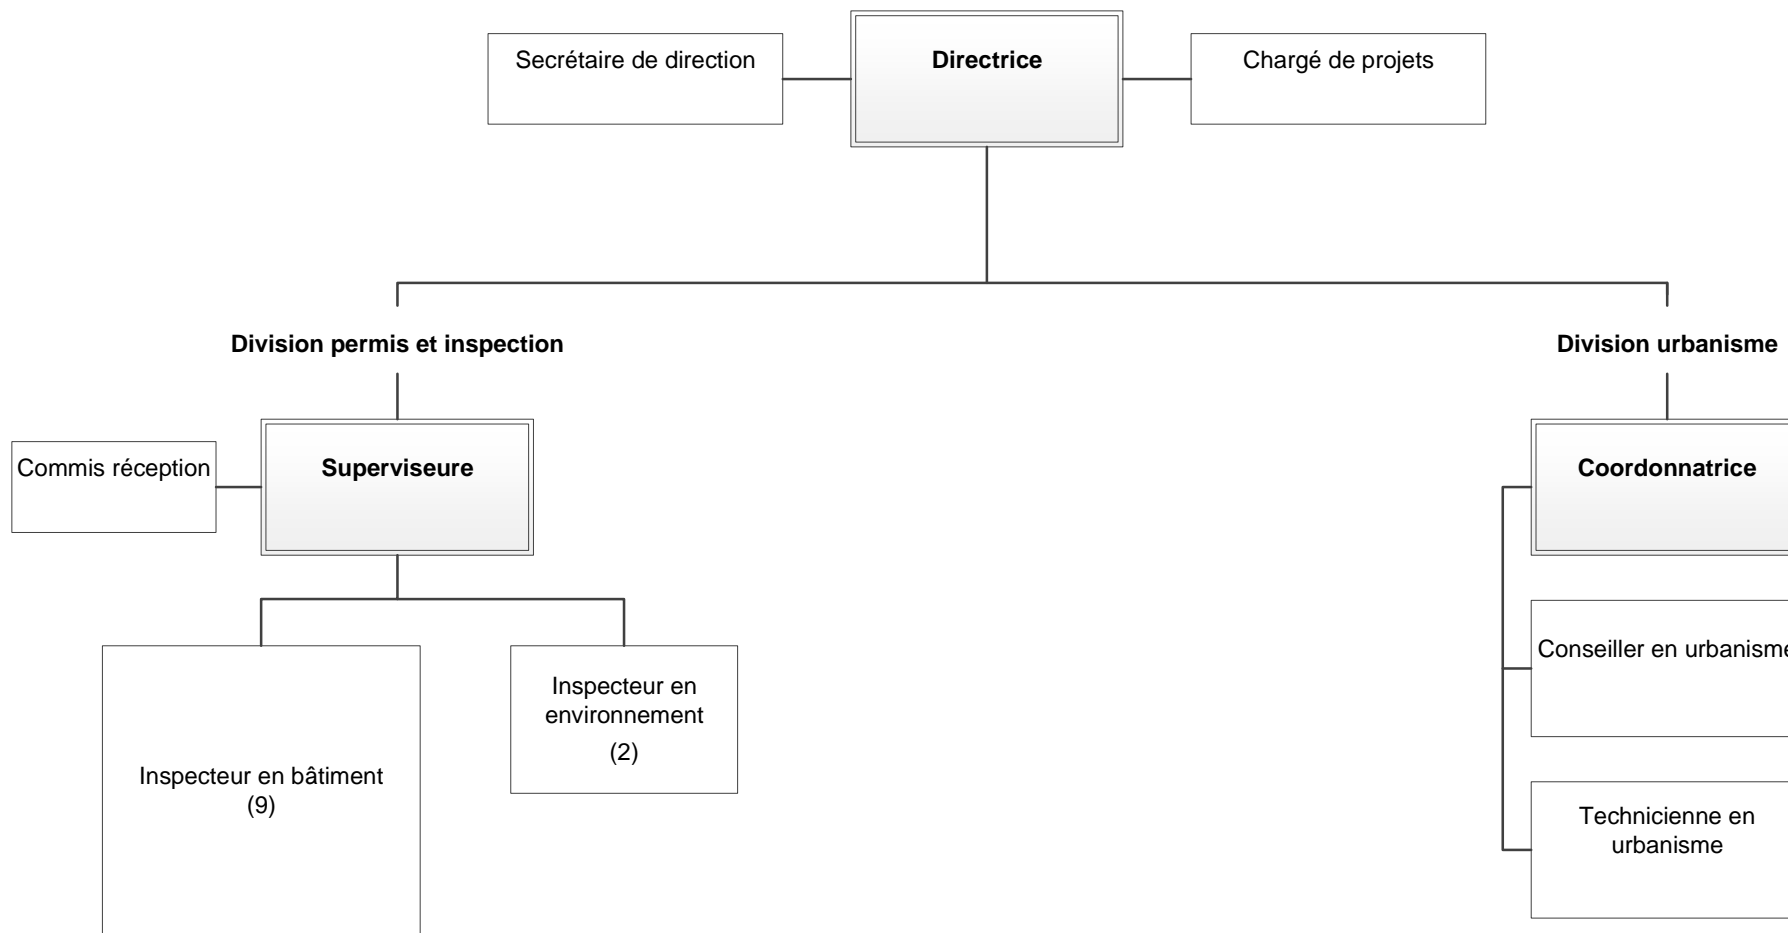 Secrétaire de direction
Directrice
Chargé de projets
Division permis et inspection
Division urbanisme
Commis réception
Superviseure
Coordonnatrice
Inspecteur en bâtiment
(9)
Inspecteur en
environnement
(2)
Conseiller en urbanisme
Technicienne en
urbanisme